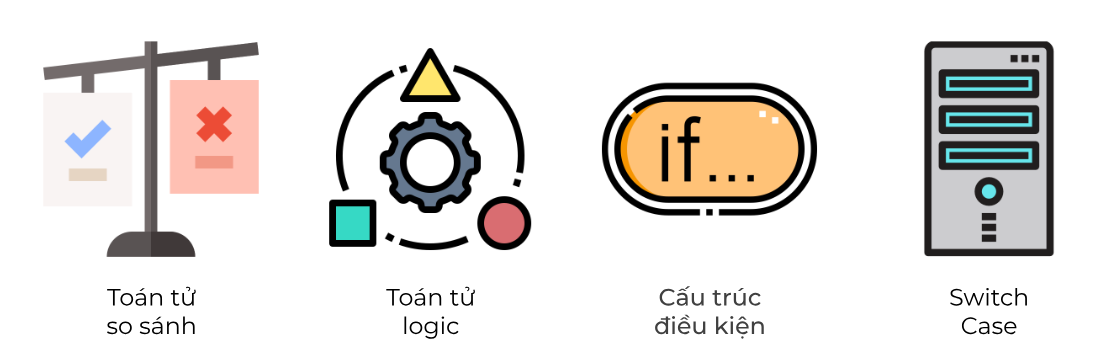 if...
Toán tử
so sánh
Toán tử
logic
Cấu trúc
điều kiện
Switch
Case